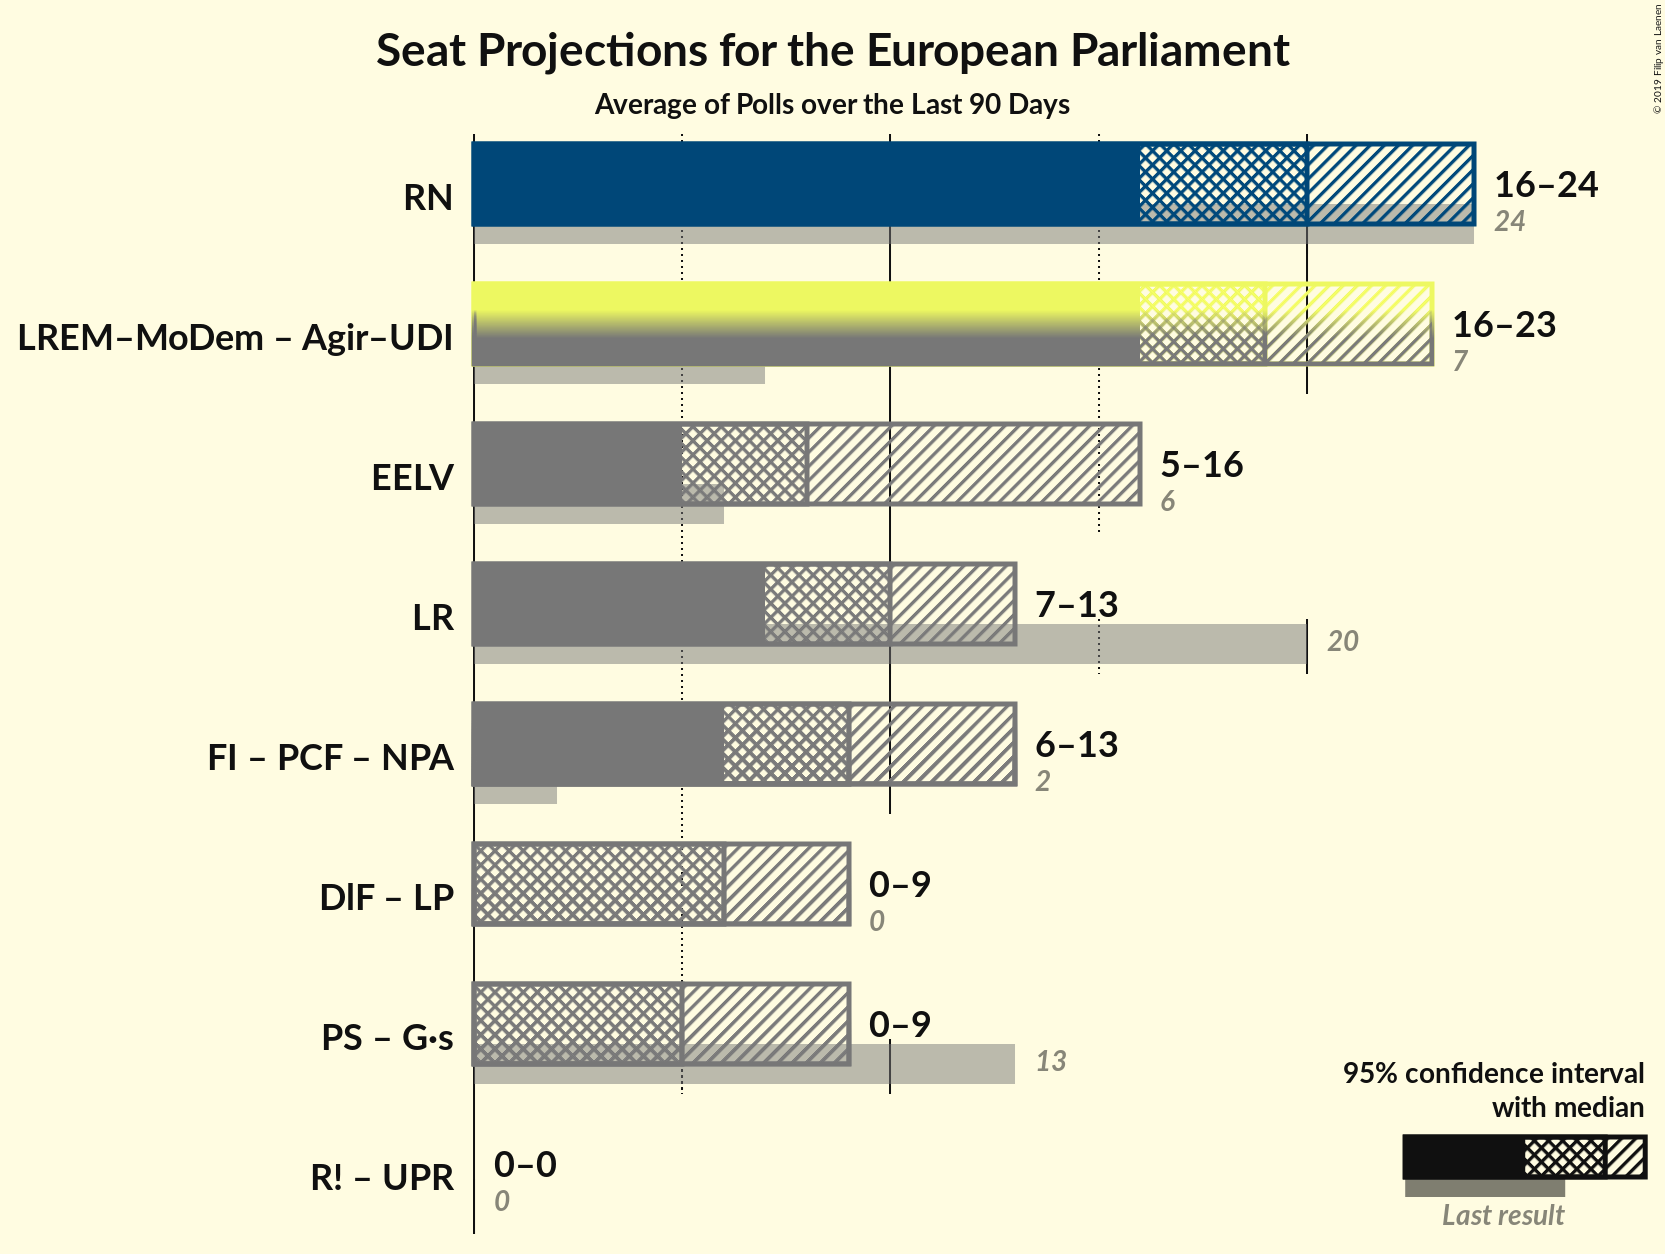 Seat Projections for the European Parliament
Average of Polls over the Last 90 Days
© 2019 Filip van Laenen
RN
16–24
24
LREM–MoDem – Agir–UDI
16–23
7
EELV
5–16
6
LR
7–13
20
FI – PCF – NPA
6–13
2
DlF – LP
0–9
0
PS – G·s
0–9
13
R! – UPR
0–0
0
95% confidence interval
with median
Last result